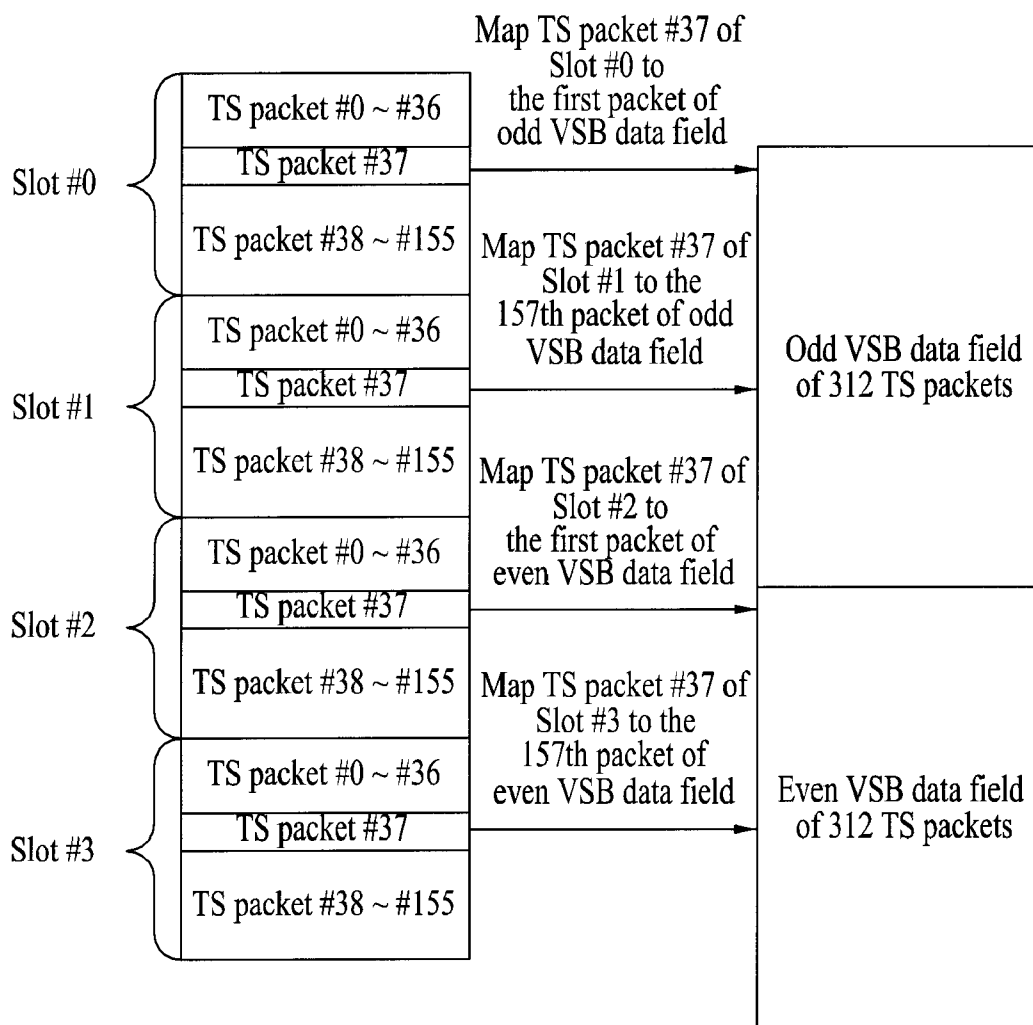 Map TS packet #37 of
Slot #0 to
the first packet of
odd VSB data field
TS packet #0 ~ #36
Slot #0
TS packet #37
TS packet #38 ~ #155
Map TS packet #37 of
Slot #1 to the
157th packet of odd
VSB data field
TS packet #0 ~ #36
Slot #1
TS packet #37
TS packet #38 ~ #155
Odd VSB data field
of 312 TS packets
Map TS packet #37 of
Slot #2 to
the first packet of
even VSB data field
TS packet #0 ~ #36
Slot #2
TS packet #37
TS packet #38 ~ #155
Map TS packet #37 of
Slot #3 to the
157th packet of
even VSB data field
TS packet #0 ~ #36
Slot #3
TS packet #37
TS packet #38 ~ #155
Even VSB data field
of 312 TS packets